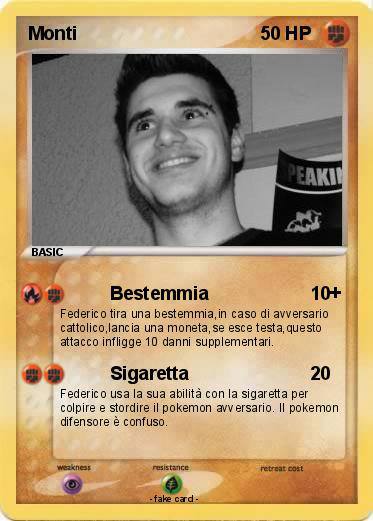 Monti 50 HP
SPEAKI
BASIC
Bestemmia 10+
Federico tira una bestemmia,in caso di avversario
cattolico,lancia una moneta,se esce testa,questo
attacco infligge 10 danni supplementari.
Sigaretta 20
Federico usa la sua abilità con la sigaretta per
colpire e stordire il pokemon avversario. Il pokemon
difensore è confuso.
weakness resistance retreat cost
- fake card -